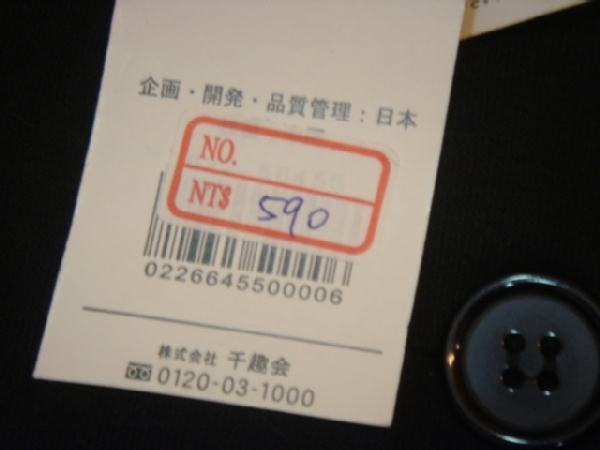 企画・開発・品質管理：日本
NO.
NT$ 590
0226645500006
株式会社 千趣会
0120-03-1000